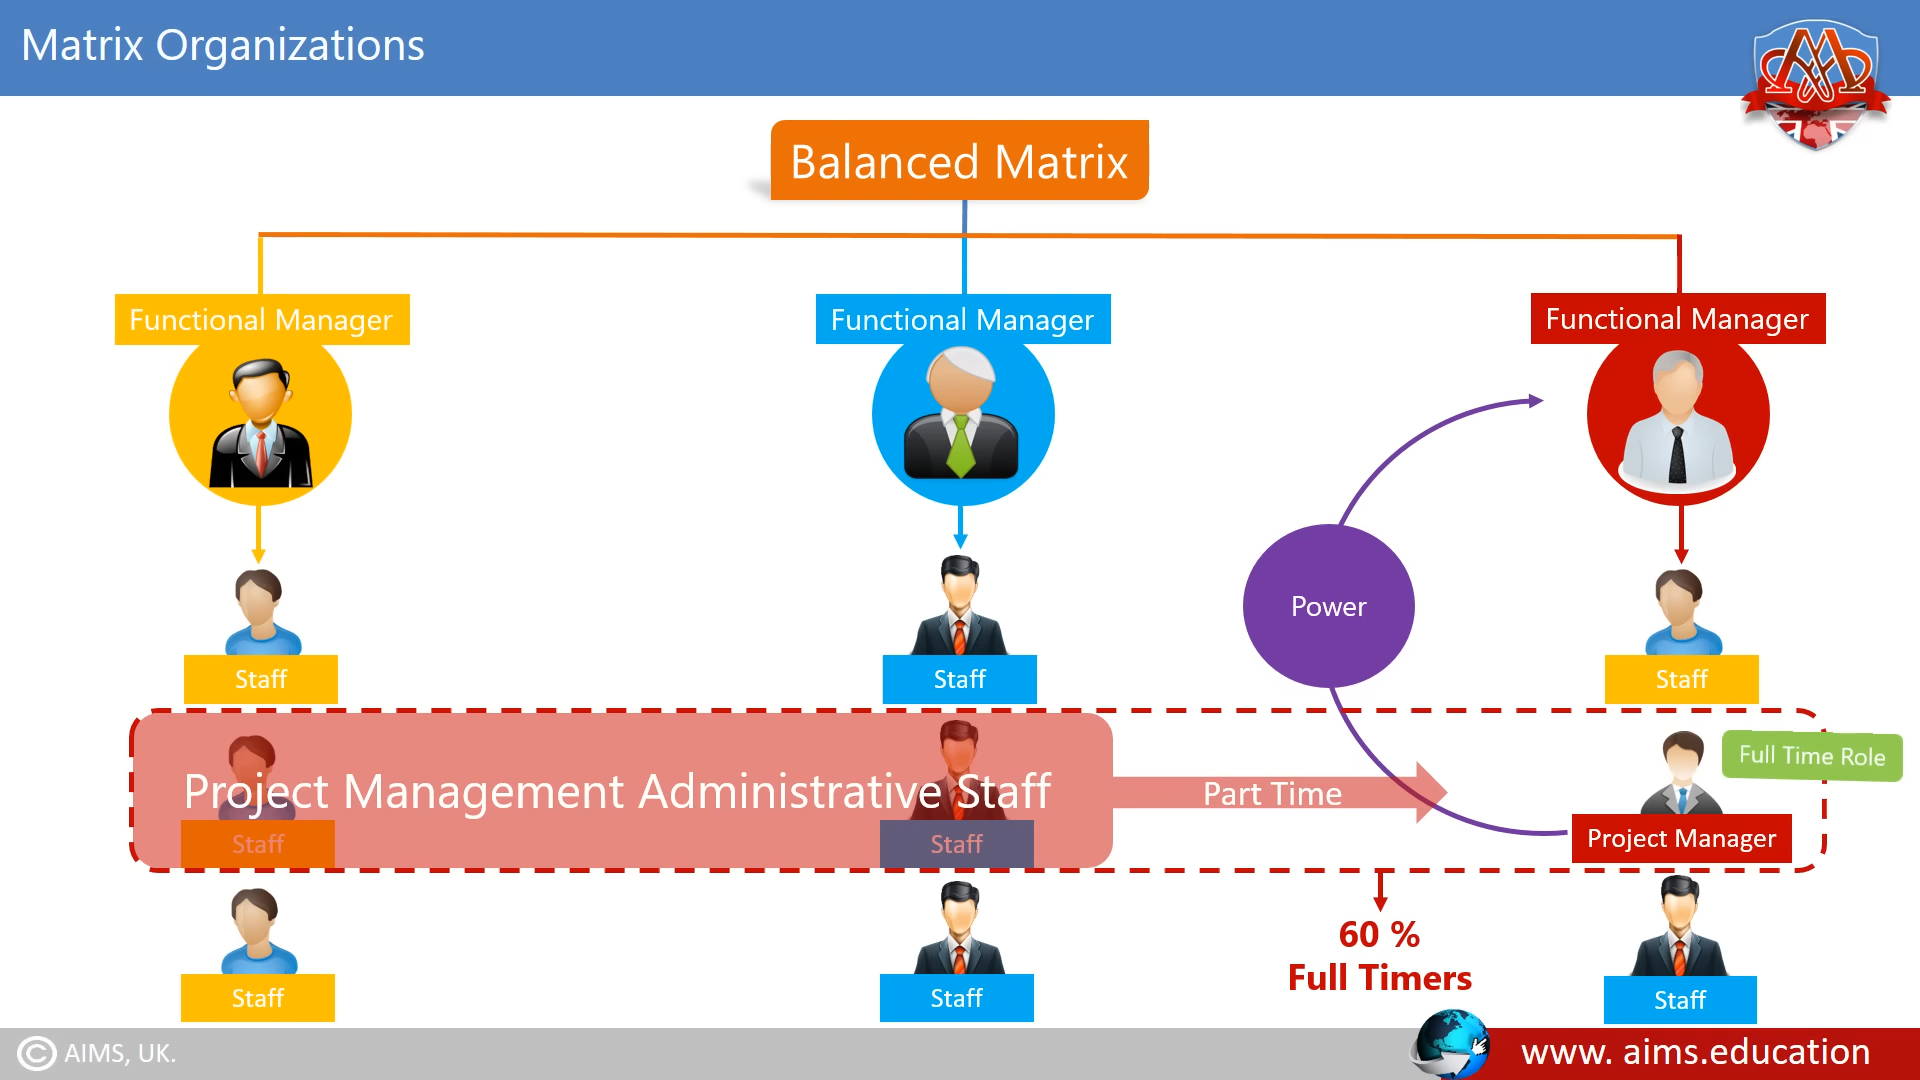 Matrix Organizations
Balanced Matrix
Functional Manager
Functional Manager
Functional Manager
Power
Staff
Staff
Staff
Full Time Role
Project Management Administrative Staff
Part Time
Staff
Staff
Project Manager
60 %
Full Timers
Staff
Staff
Staff
© AIMS, UK.
www. aims.education